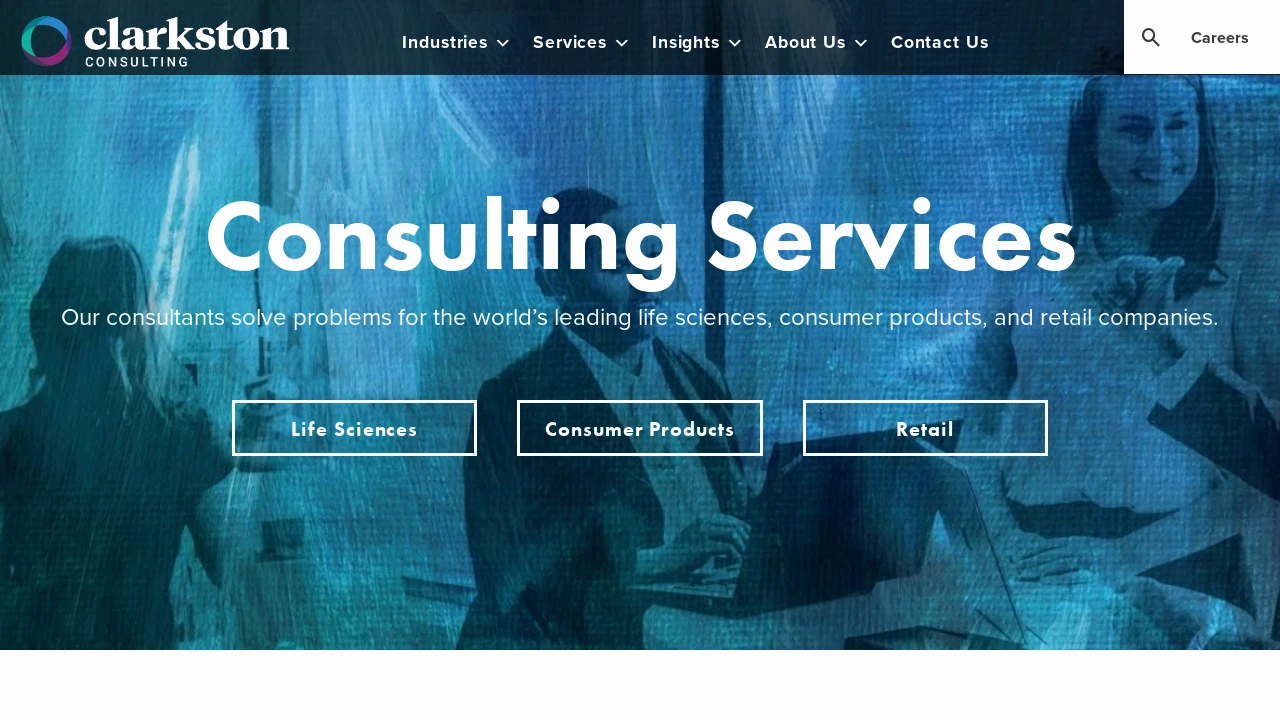 clarkston
CONSULTING
Industries
Services
Insights
About Us
Contact Us
Careers
Consulting Services
Our consultants solve problems for the world’s leading life sciences, consumer products, and retail companies.
Life Sciences
Consumer Products
Retail